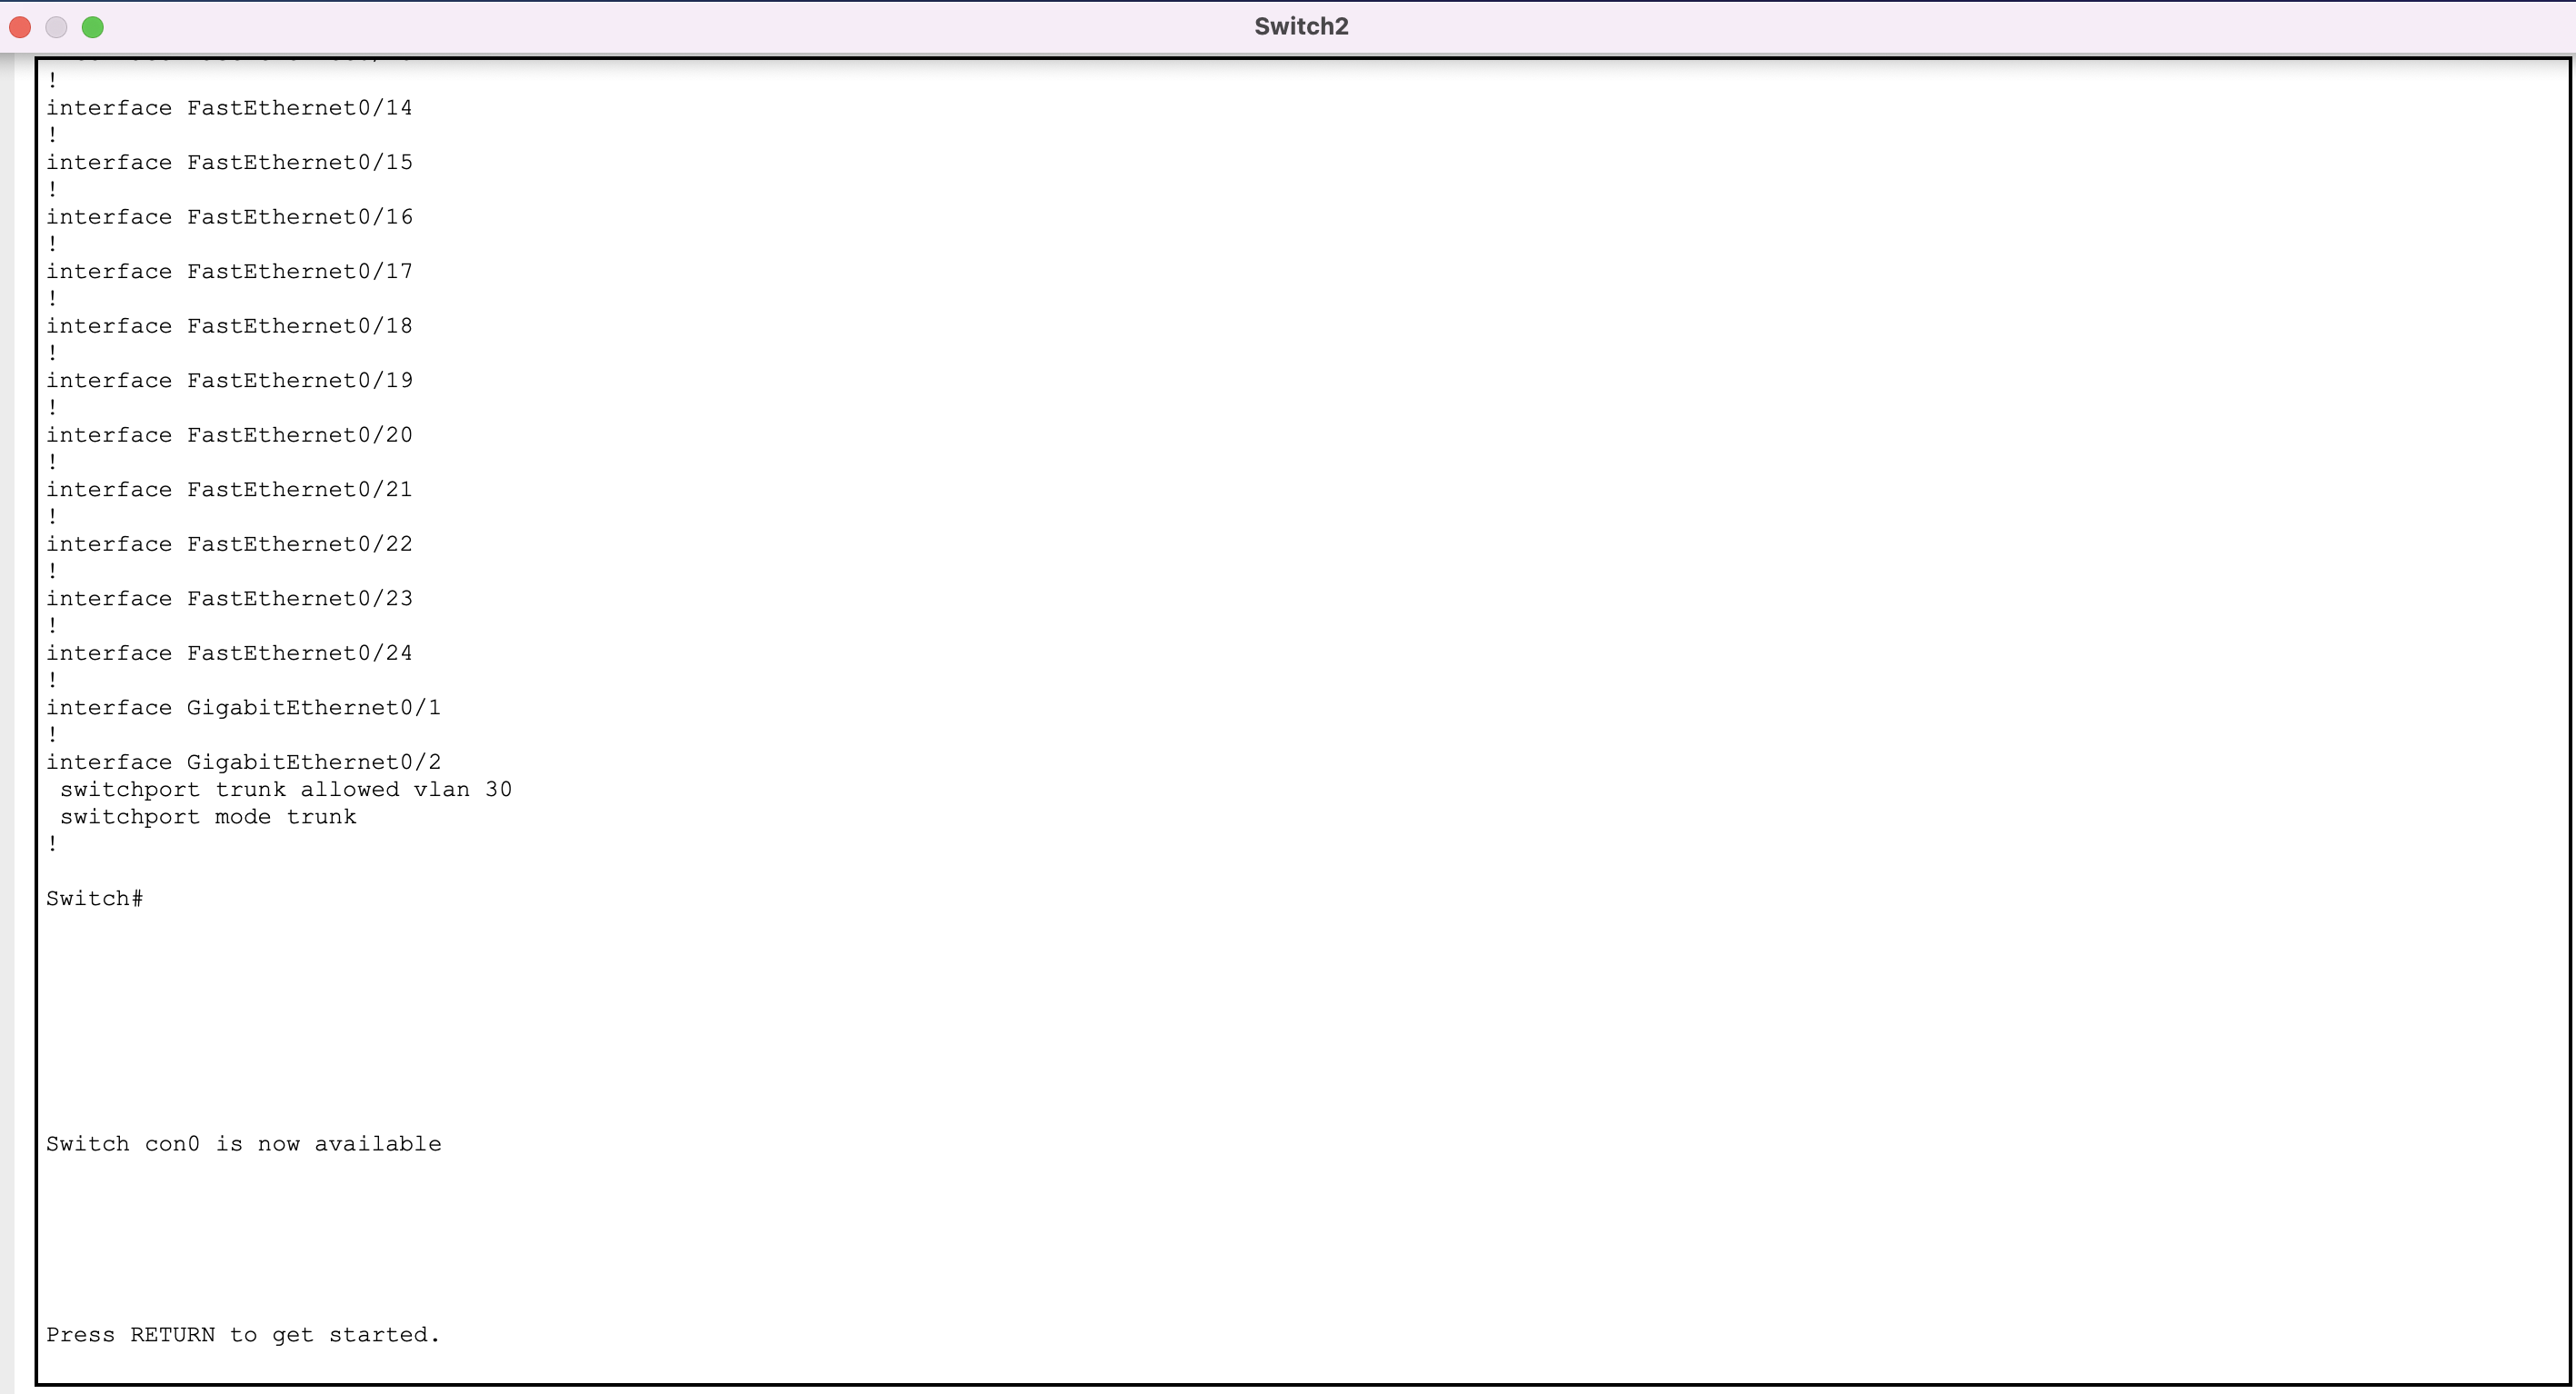 Switch2
!
interface FastEthernet0/14
!
interface FastEthernet0/15
!
interface FastEthernet0/16
!
interface FastEthernet0/17
!
interface FastEthernet0/18
!
interface FastEthernet0/19
!
interface FastEthernet0/20
!
interface FastEthernet0/21
!
interface FastEthernet0/22
!
interface FastEthernet0/23
!
interface FastEthernet0/24
!
interface GigabitEthernet0/1
!
interface GigabitEthernet0/2
 switchport trunk allowed vlan 30
 switchport mode trunk
!
Switch#
Switch con0 is now available
Press RETURN to get started.